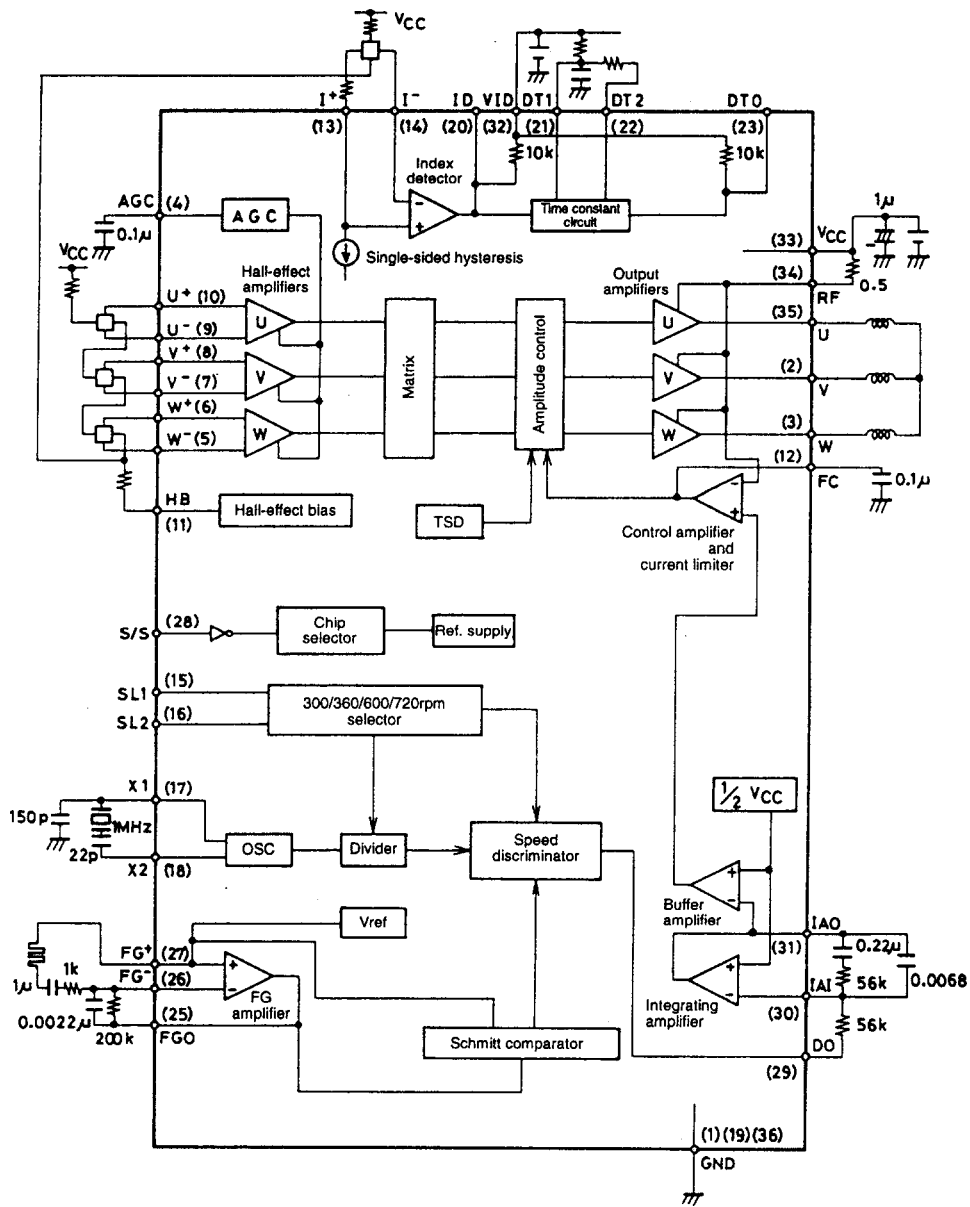 VCC
I+ I- ID VID DT1 DT2 DTO
(13) (14) (20) (32) (21) (22) (23)
10k 10k
Index
detector
AGC (4)
AGC
0.1μ
Time constant
circuit
1μ
(33) VCC
VCC
Single-sided hysteresis
Hall-effect
amplifiers
Output
amplifiers
(34)
RF
0.5
U+ (10)
U- (9)
U
V+ (8)
V- (7)
V
W+ (6)
W- (5)
W
Matrix
Amplitude control
U
V
W
(35)
U
(2)
V
(3)
W
(12)
FC
0.1μ
HB
(11)
Hall-effect bias
TSD
-
+
Control amplifier
and
current limiter
S/S
(28)
Chip
selector
Ref. supply
SL1
(15)
SL2
(16)
300/360/600/720rpm
selector
X1
(17)
150p
1MHz
22p
X2
(18)
OSC
Divider
Speed
discriminator
1/2 VCC
+
-
Buffer
amplifier
Vref
FG+
(27)
FG-
(26)
1k
1μ
0.0022μ
200k
(25)
FGO
+
-
FG
amplifier
Schmitt comparator
+
-
Integrating
amplifier
IAO
(31)
0.22μ
0.0068
56k
IAI
(30)
56k
DO
(29)
(1)(19)(36)
GND